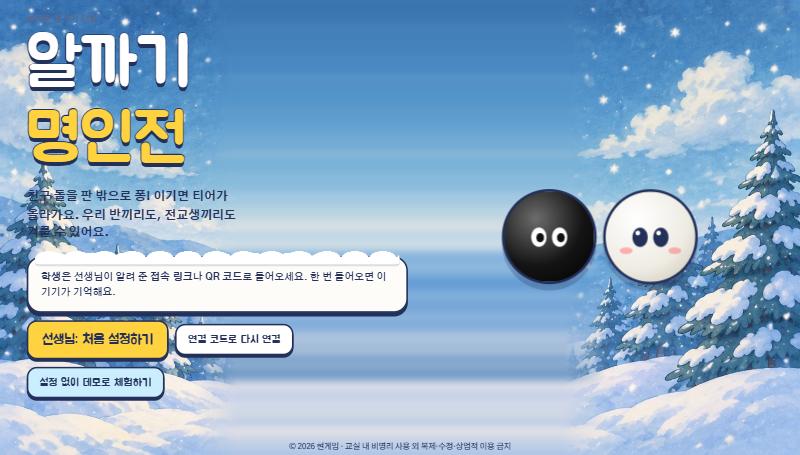 알까기
명인전
친구 돌을 판 밖으로 퐁! 이기면 티어가
올라가요. 우리 반끼리도, 전교생끼리도
겨룰 수 있어요.
학생은 선생님이 알려 준 접속 링크나 QR 코드로 들어오세요. 한 번 들어오면 이
기기가 기억해요.
선생님: 처음 설정하기
연결 코드로 다시 연결
설정 없이 데모로 체험하기
© 2026 쎈게임 · 교실 내 비영리 사용 외 복제·수정·상업적 이용 금지